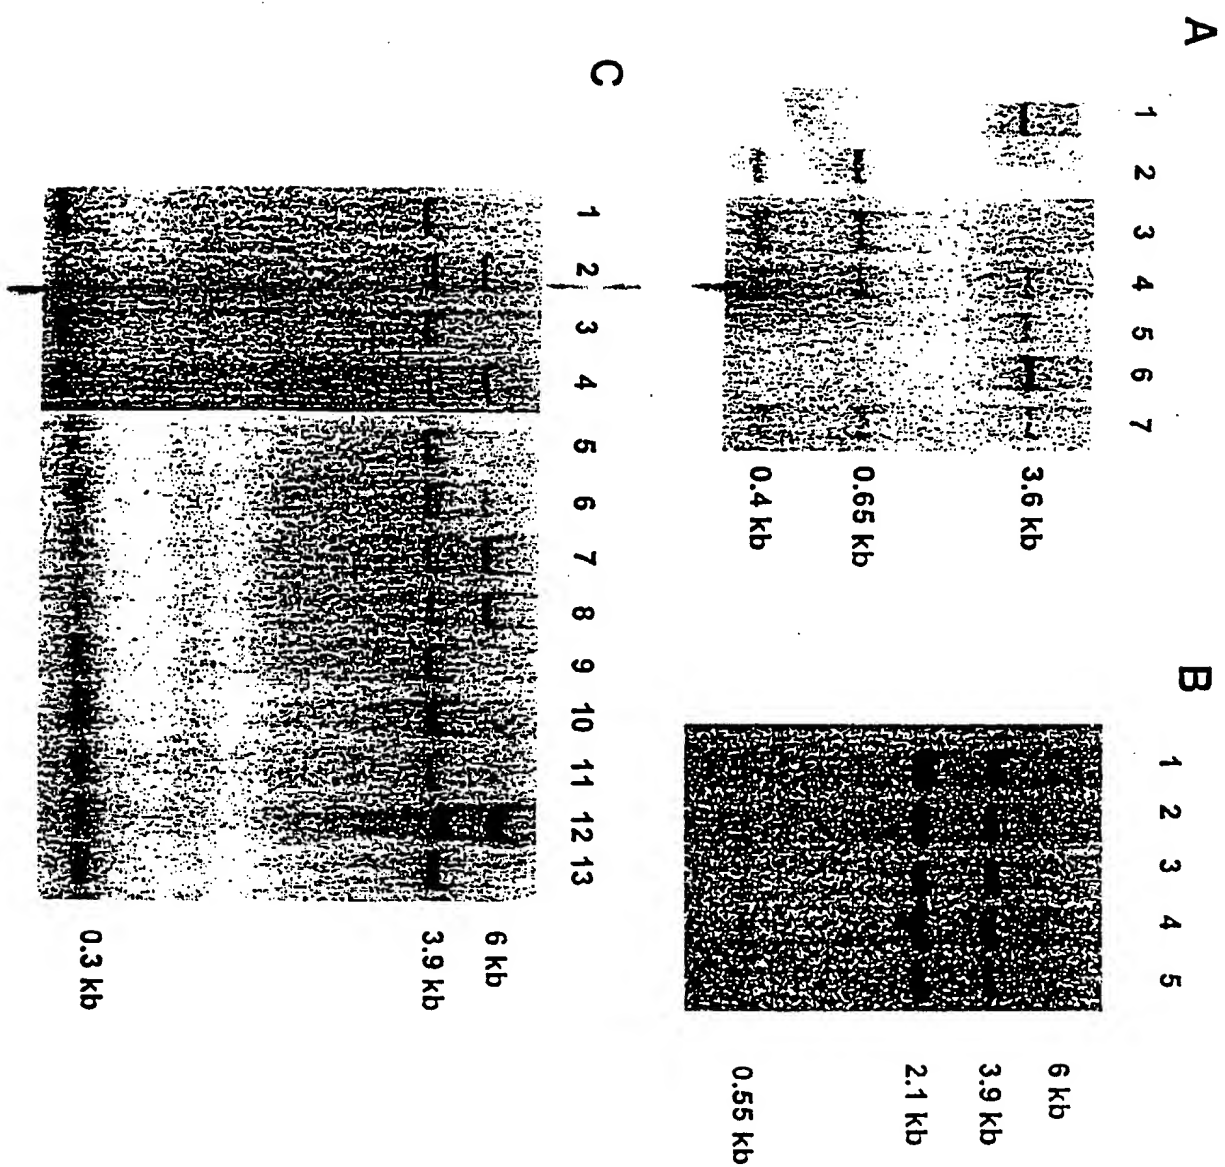 A
1 2 3 4 5 6 7
3.6 kb
0.65 kb
0.4 kb
B
1 2 3 4 5
6 kb
3.9 kb
2.1 kb
0.55 kb
C
1 2 3 4 5 6 7 8 9 10 11 12 13
6 kb
3.9 kb
0.3 kb